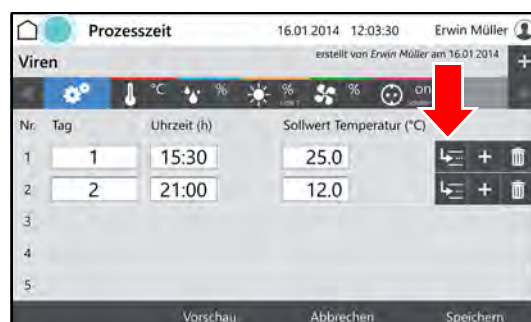 Prozesszeit 16.01.2014 12:03:30 Erwin Müller
Viren erstellt von Erwin Müller am 16.01.2014
+
°C % % % on
Nr. Tag Uhrzeit (h) Sollwert Temperatur (°C)
1 1 15:30 25.0 +
2 2 21:00 12.0 +
3
4
5
Vorschau Abbrechen Speichern